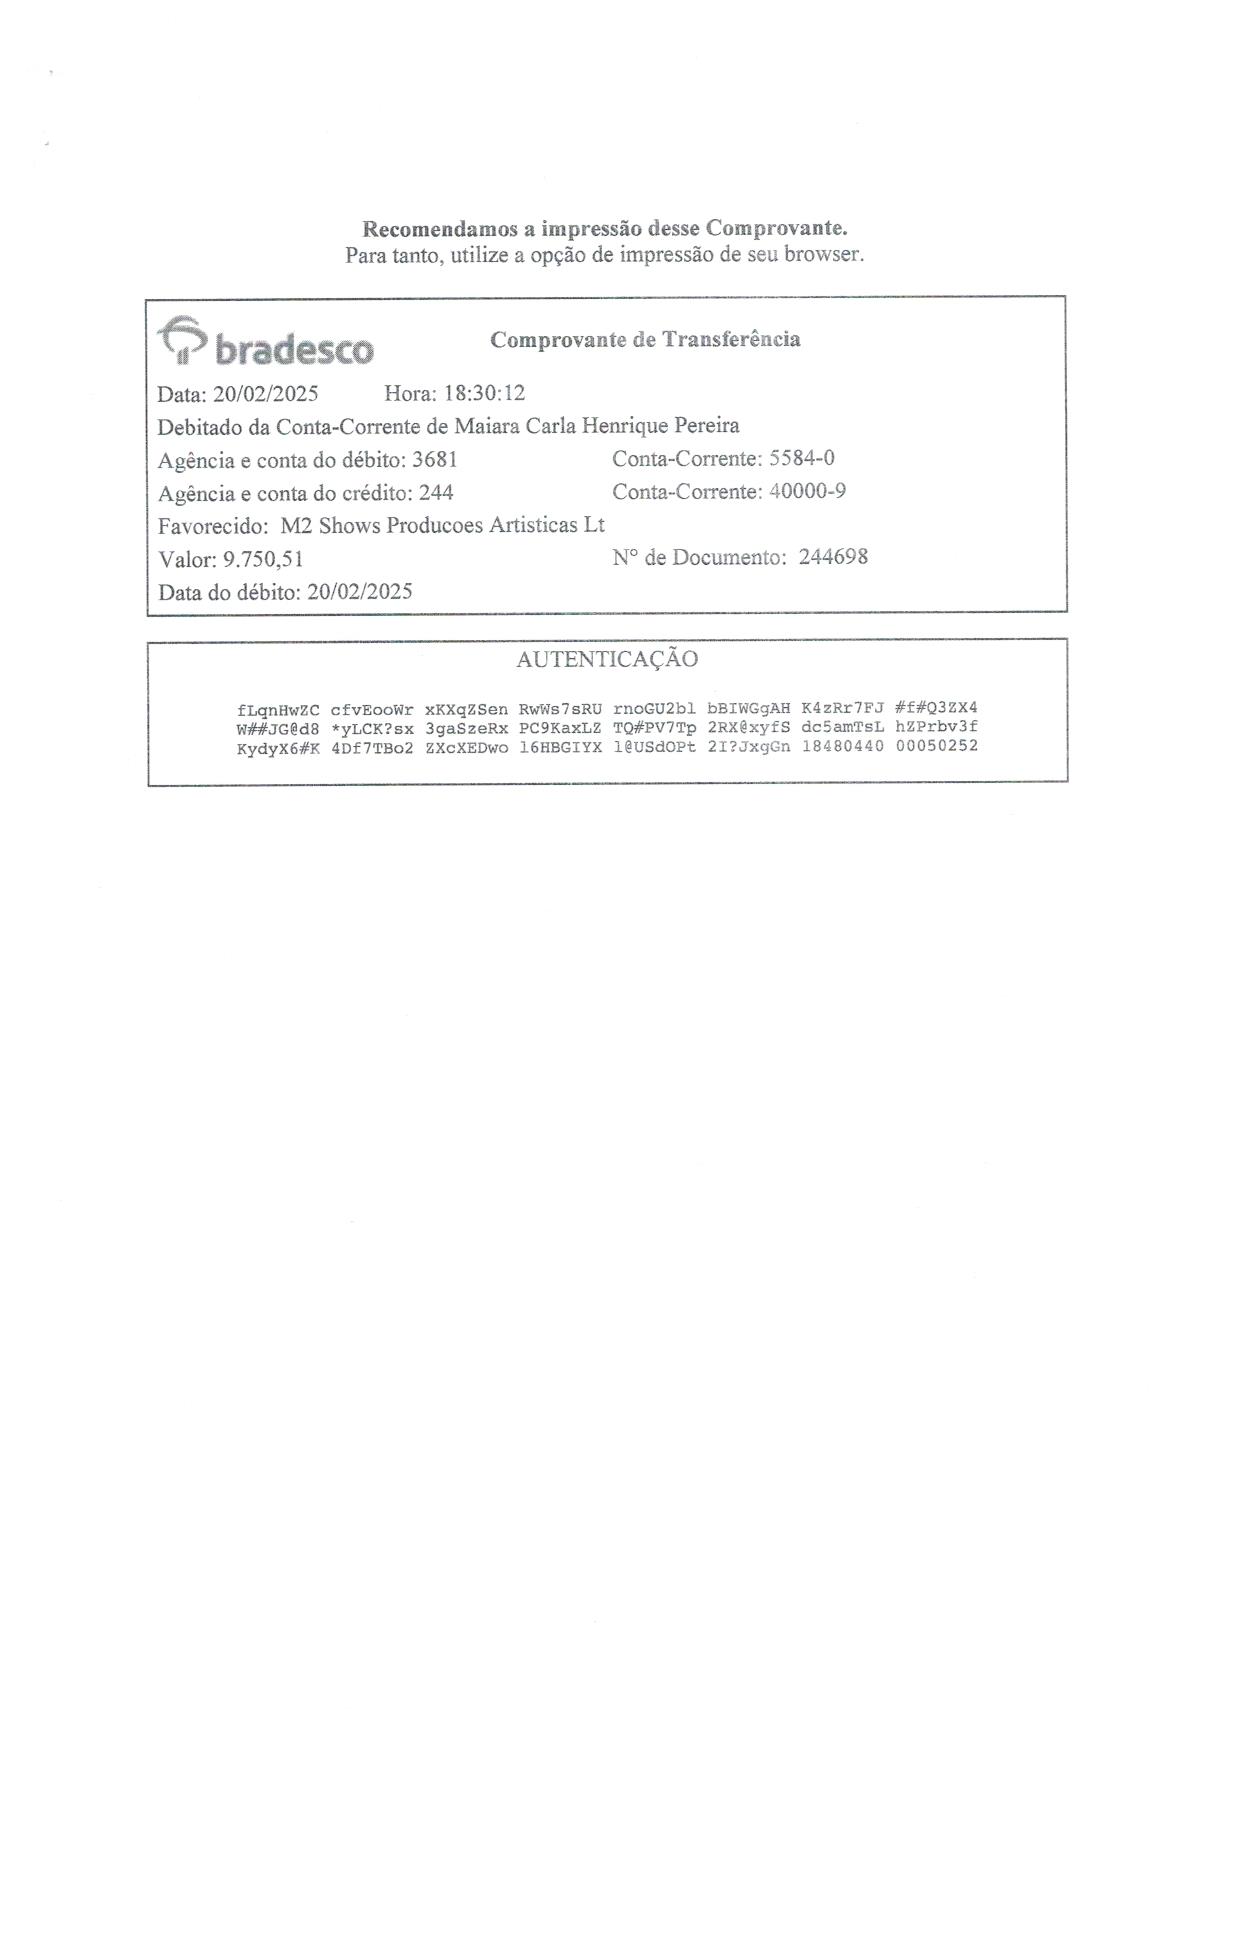 Recomendamos a impressão desse Comprovante.
Para tanto, utilize a opção de impressão de seu browser.
bradesco Comprovante de Transferência
Data: 20/02/2025 Hora: 18:30:12
Debitado da Conta-Corrente de Maiara Carla Henrique Pereira
Agência e conta do débito: 3681 Conta-Corrente: 5584-0
Agência e conta do crédito: 244 Conta-Corrente: 40000-9
Favorecido: M2 Shows Producoes Artisticas Lt
Valor: 9.750,51 N° de Documento: 244698
Data do débito: 20/02/2025
AUTENTICAÇÃO
fLqnHwZC cfvEooWr xKXqZSen RwWs7sRU rnoGU2bl bBIWGgAH K4zRr7FJ #f#Q3ZX4
W##JG@d8 *yLCK?sx 3gaSzeRx PC9KaxLZ TQ#PV7Tp 2RX@xyfS dc5amTsL hZPrbv3f
KydyX6#K 4Df7TBo2 ZXcXEDwo l6HBGIYX l@USdOPt 2I?JxgGn 18480440 00050252